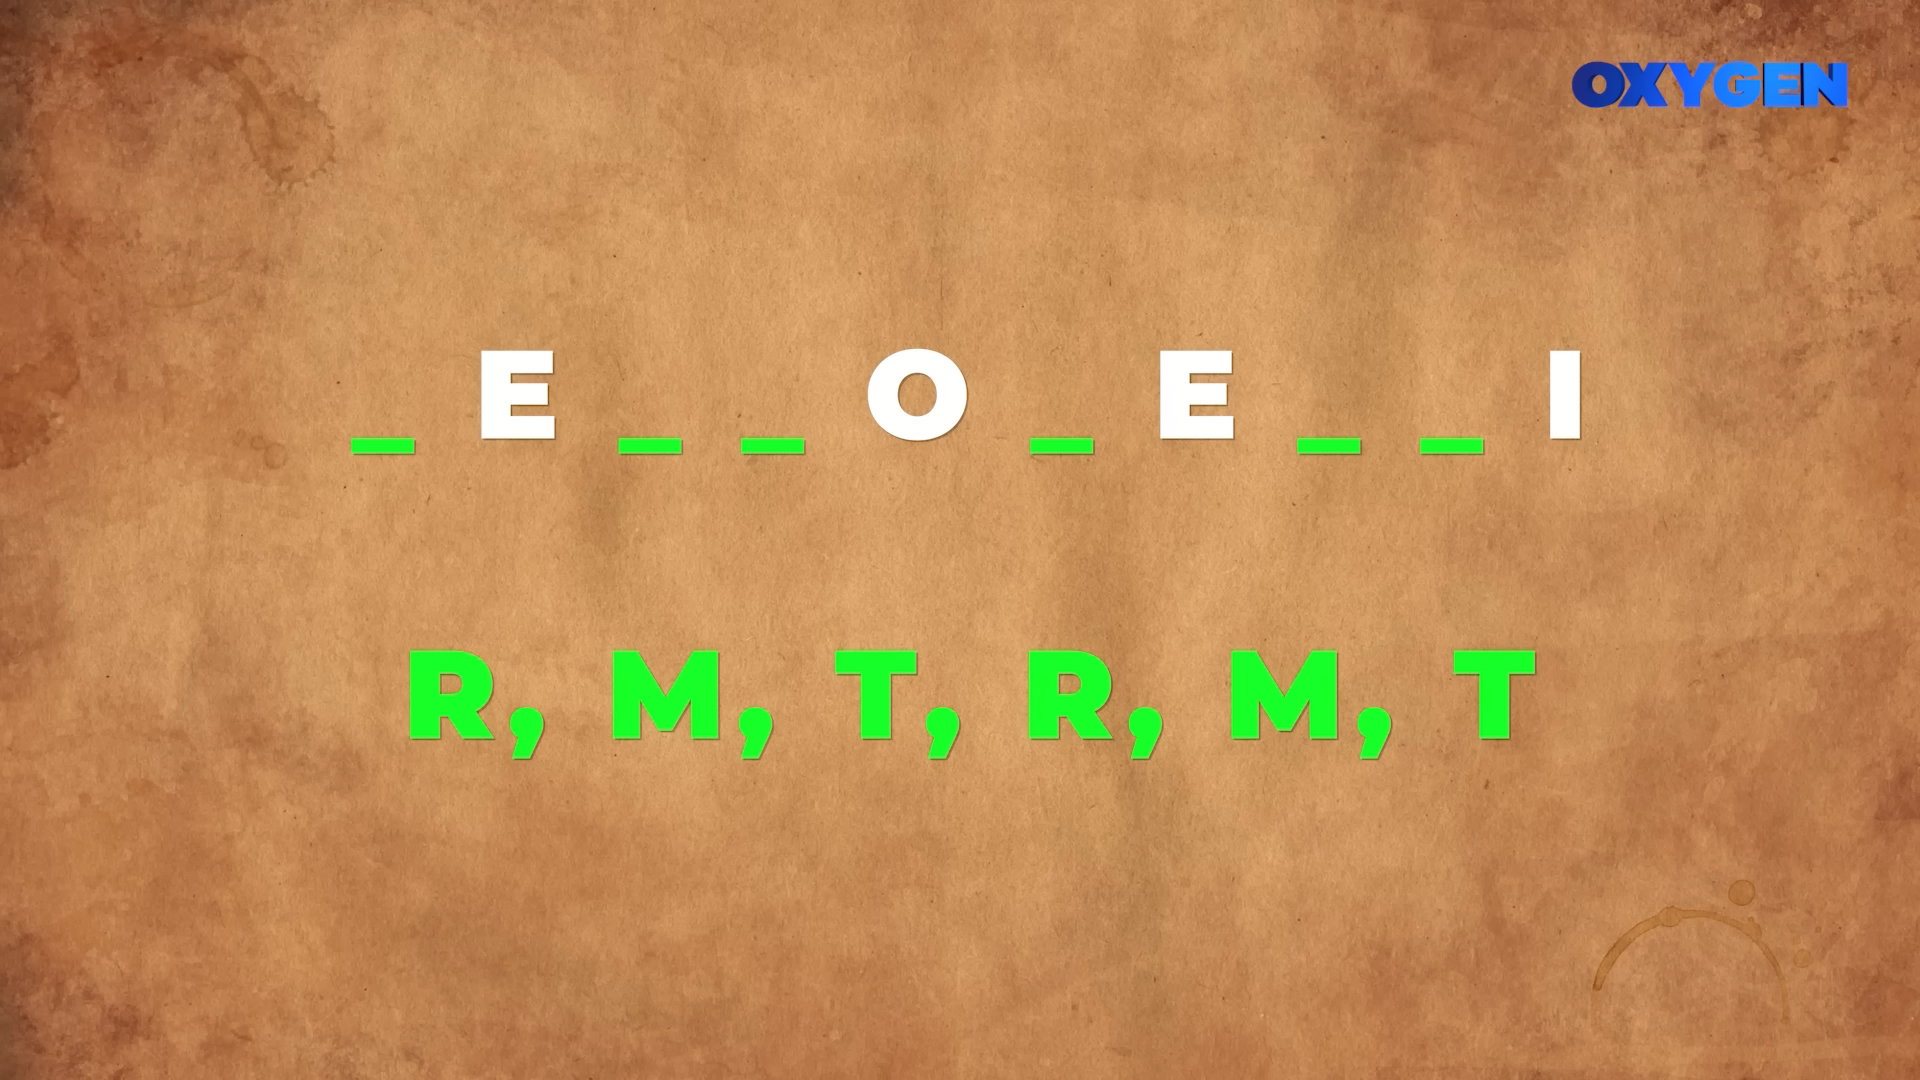 OXYGEN
_ E _ _ O _ E _ _ I
R, M, T, R, M, T